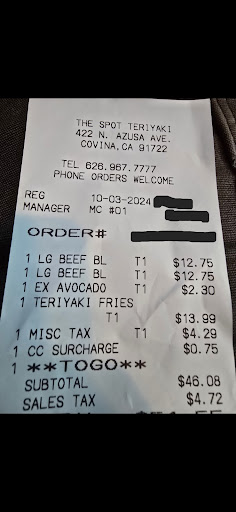 THE SPOT TERIYAKI
422 N. AZUSA AVE.
COVINA,CA 91722
TEL 626.967.7777
PHONE ORDERS WELCOME
REG 10-03-2024
MANAGER MC #01
ORDER#
1 LG BEEF BL T1 $12.75
1 LG BEEF BL T1 $12.75
1 EX AVOCADO T1 $2.30
1 TERIYAKI FRIES
T1 $13.99
1 MISC TAX T1 $4.29
1 CC SURCHARGE $0.75
1 **TOGO**
SUBTOTAL $46.08
SALES TAX $4.72